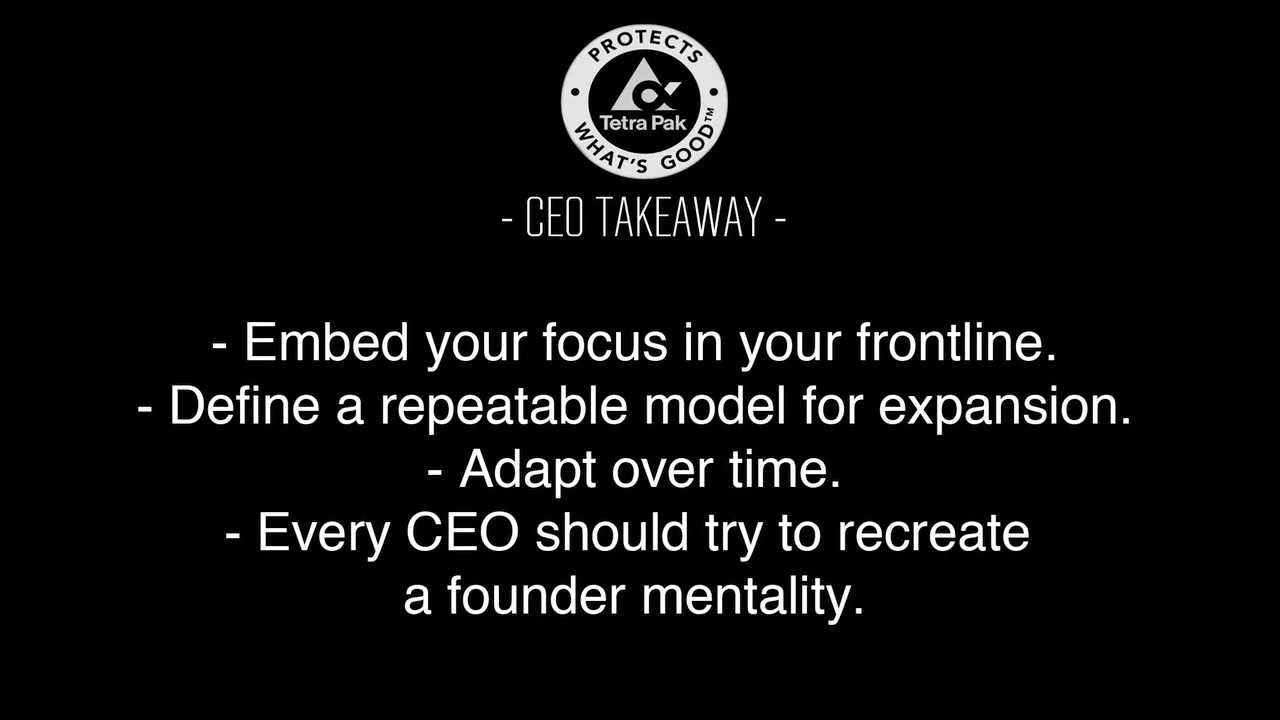 PROTECTS
Tetra Pak
WHAT'S GOOD™
- CEO TAKEAWAY -
- Embed your focus in your frontline.
- Define a repeatable model for expansion.
- Adapt over time.
- Every CEO should try to recreate
a founder mentality.